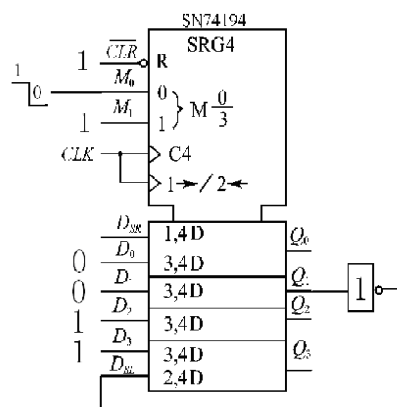 SN74194
SRG4
1 CLR R
1 0 M₀ 0
M 0/3
1 M₁ 1
CLK C4
1→/2←
D_SR 1,4D Q₀
0 D₀ 3,4D
0 D₁ 3,4D Q₁ 1
1 D₂ 3,4D Q₂
1 D₃ 3,4D Q₃
D_SL 2,4D